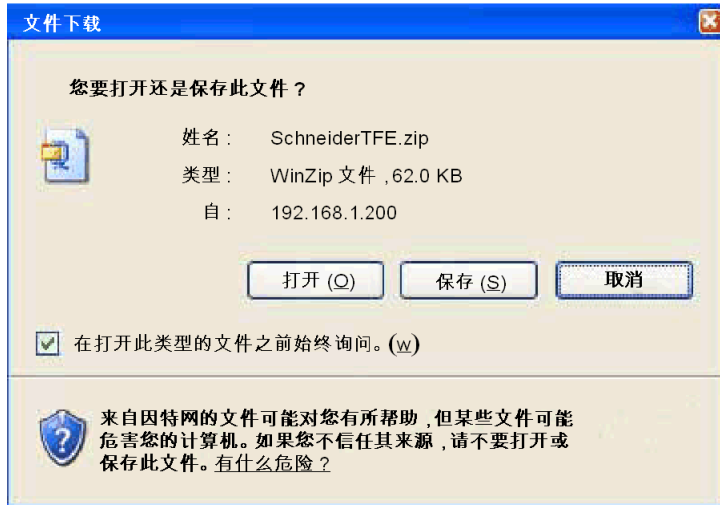 文件下载
您要打开还是保存此文件？
姓名： SchneiderTFE.zip
类型： WinZip 文件 ,62.0 KB
自： 192.168.1.200
打开 (O) 保存 (S) 取消
在打开此类型的文件之前始终询问。(w)
来自因特网的文件可能对您有所帮助 ,但某些文件可能
危害您的计算机。如果您不信任其来源 ,请不要打开或
保存此文件。有什么危险？